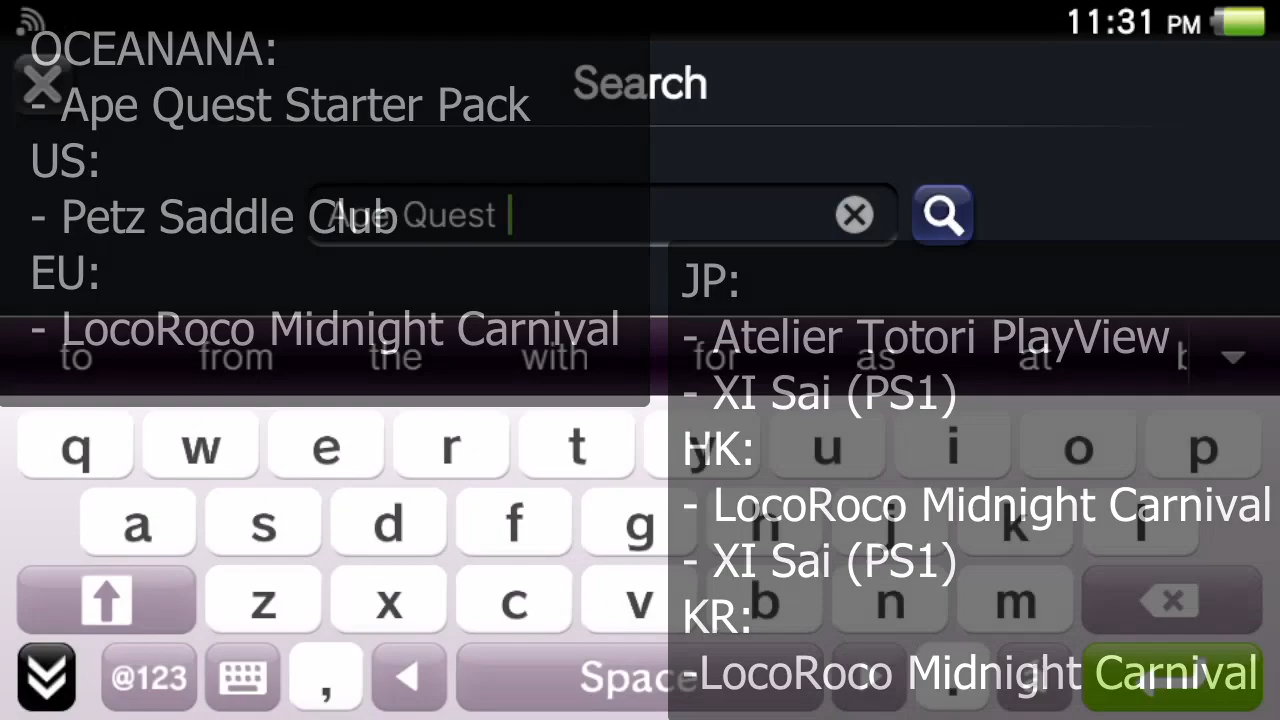 11:31 PM
Search
OCEANANA:
- Ape Quest Starter Pack
US:
- Petz Saddle Club
EU:
- LocoRoco Midnight Carnival
Ape Quest
JP:
- Atelier Totori PlayView
- XI Sai (PS1)
HK:
- LocoRoco Midnight Carnival
- XI Sai (PS1)
KR:
-LocoRoco Midnight Carnival
to from the with for as at
q w e r t y u i o p
a s d f g h j k l
z x c v b n m
@123 , Space .